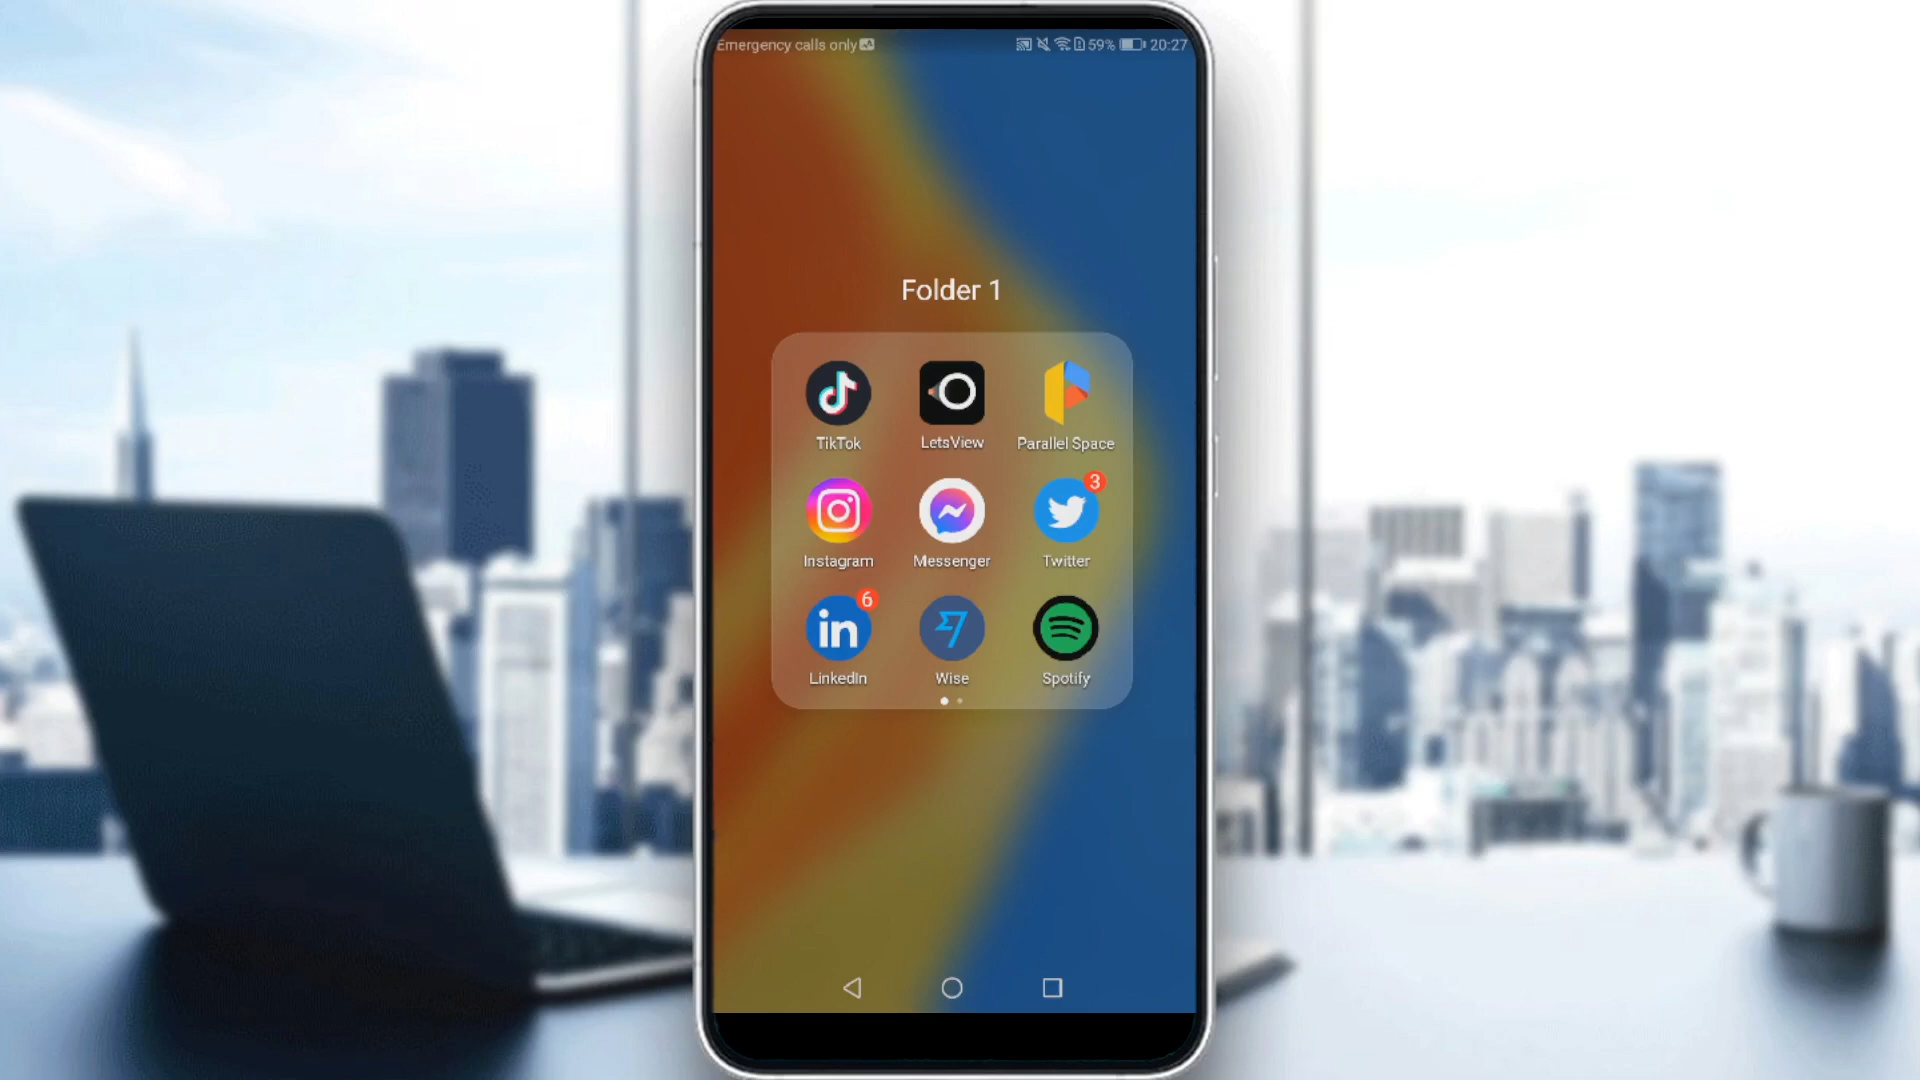 Emergency calls only 59% 20:27
Folder 1
TikTok LetsView Parallel Space
3
Instagram Messenger Twitter
6
in
LinkedIn Wise Spotify